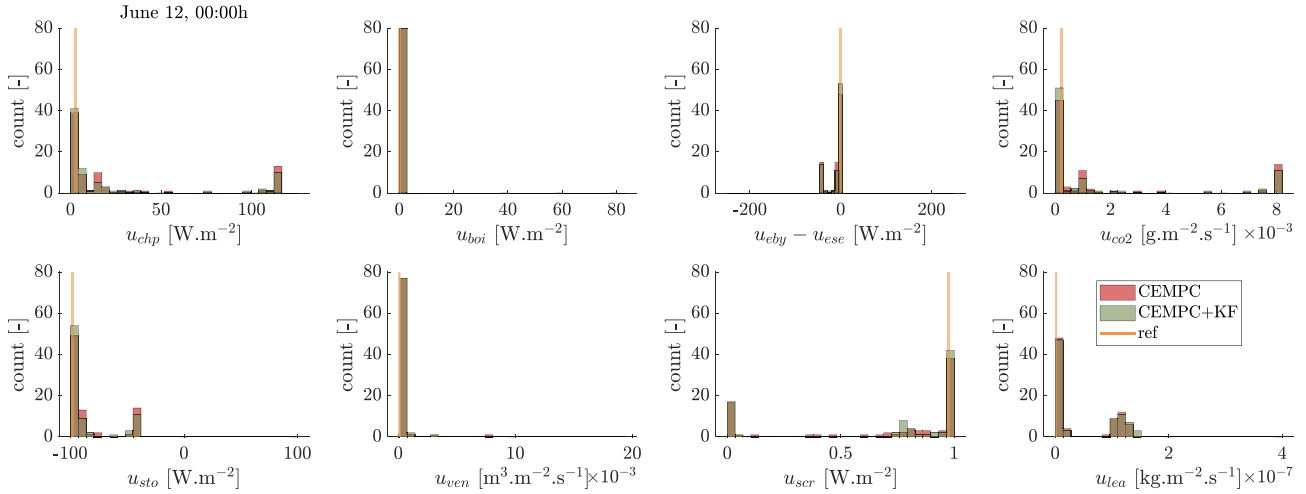 June 12, 00:00h
80
60
40
20
0
count [-]
0 50 100
u_chp [W.m−2]
80
60
40
20
0
count [-]
0 20 40 60 80
u_boi [W.m−2]
80
60
40
20
0
count [-]
-200 0 200
u_eby − u_ese [W.m−2]
80
60
40
20
0
count [-]
0 2 4 6 8
u_co2 [g.m−2.s−1] ×10−3
80
60
40
20
0
count [-]
-100 0 100
u_sto [W.m−2]
80
60
40
20
0
count [-]
0 10 20
u_ven [m3.m−2.s−1] ×10−3
80
60
40
20
0
count [-]
0 0.5 1
u_scr [W.m−2]
80
60
40
20
0
count [-]
CEMPC
CEMPC+KF
ref
0 2 4
u_lea [kg.m−2.s−1] ×10−7